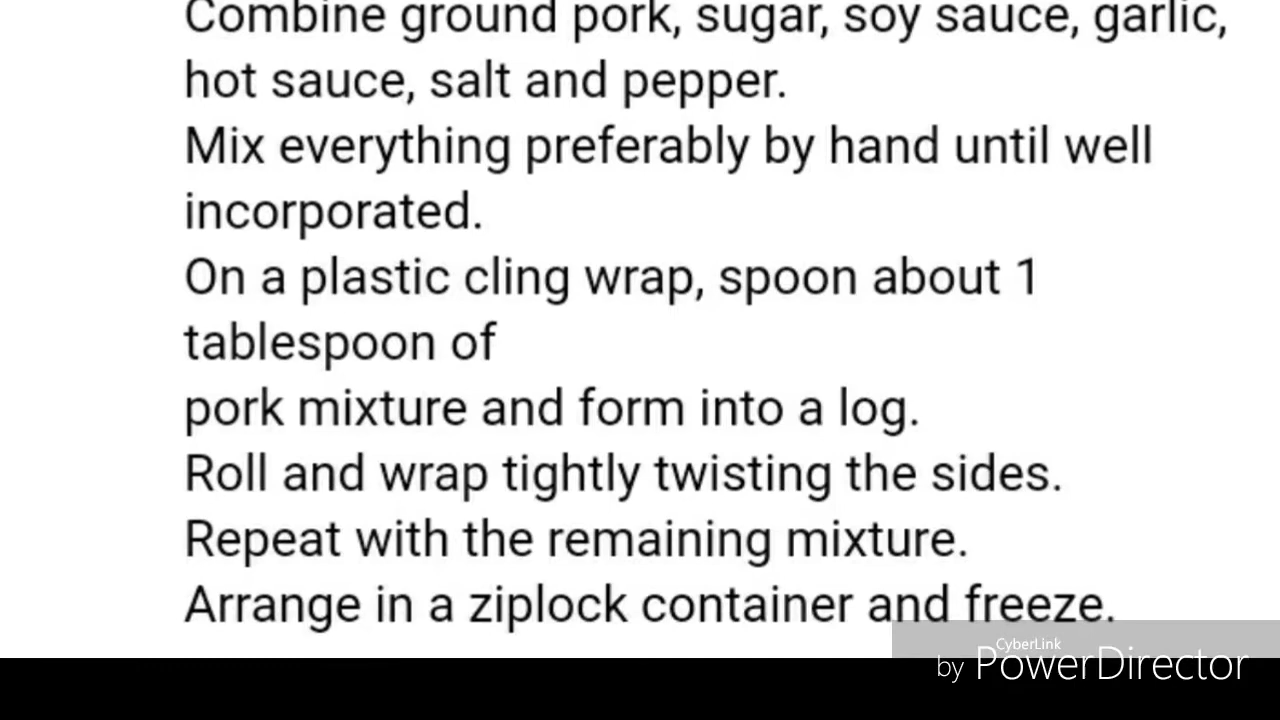 Combine ground pork, sugar, soy sauce, garlic,
hot sauce, salt and pepper.
Mix everything preferably by hand until well
incorporated.
On a plastic cling wrap, spoon about 1
tablespoon of
pork mixture and form into a log.
Roll and wrap tightly twisting the sides.
Repeat with the remaining mixture.
Arrange in a ziplock container and freeze.
CyberLink
by PowerDirector